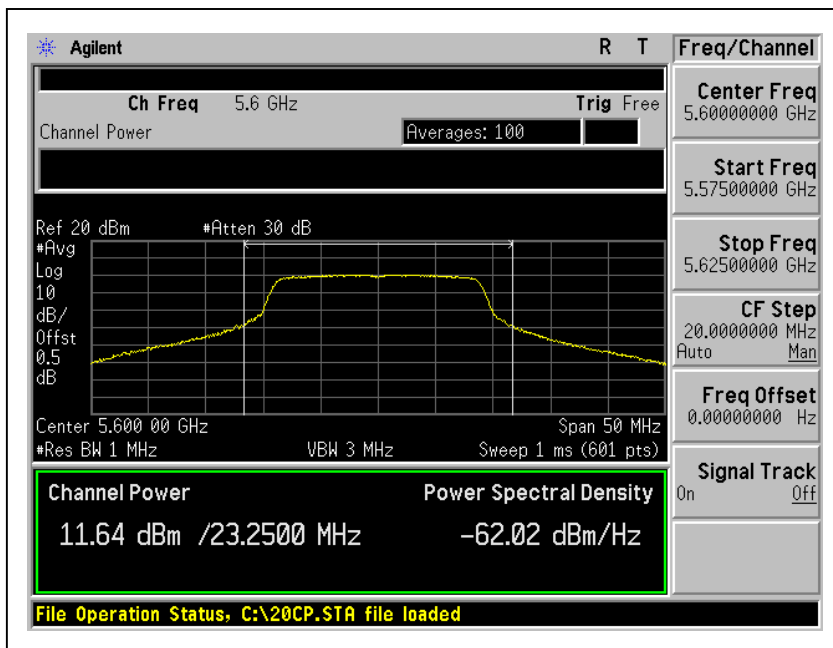 Agilent R T Freq/Channel
Ch Freq 5.6 GHz Trig Free
Channel Power Averages: 100
Center Freq
5.60000000 GHz
Start Freq
5.57500000 GHz
Stop Freq
5.62500000 GHz
CF Step
20.0000000 MHz
Auto Man
Freq Offset
0.00000000 Hz
Signal Track
On Off
Ref 20 dBm #Atten 30 dB
#Avg
Log
10
dB/
Offst
0.5
dB
Center 5.600 00 GHz Span 50 MHz
#Res BW 1 MHz VBW 3 MHz Sweep 1 ms (601 pts)
Channel Power Power Spectral Density
11.64 dBm /23.2500 MHz -62.02 dBm/Hz
File Operation Status, C:\20CP.STA file loaded